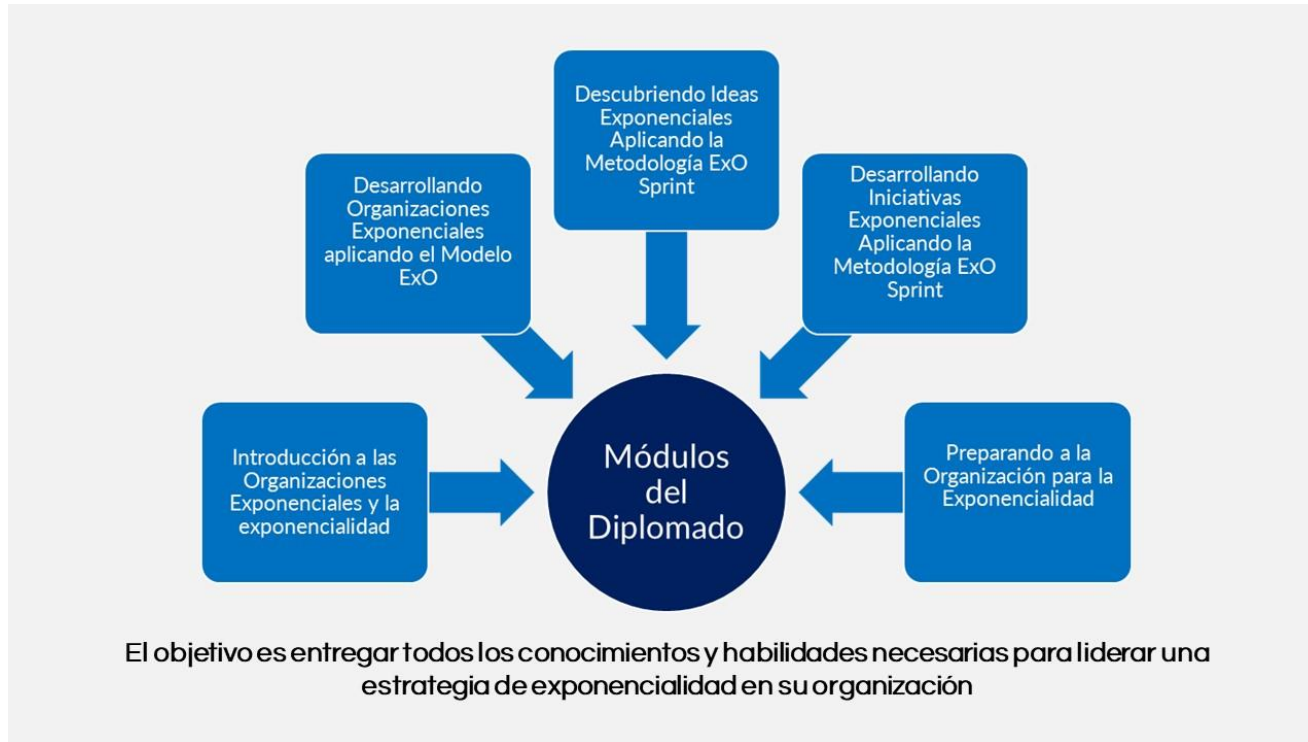 Descubriendo Ideas
Exponenciales
Aplicando la
Metodología ExO
Sprint
Desarrollando
Organizaciones
Exponenciales
aplicando el Modelo
ExO
Desarrollando
Iniciativas
Exponenciales
Aplicando la
Metodología ExO
Sprint
Introducción a las
Organizaciones
Exponenciales y la
exponencialidad
Módulos
del
Diplomado
Preparando a la
Organización para la
Exponencialidad
El objetivo es entregar todos los conocimientos y habilidades necesarias para liderar una
estrategia de exponencialidad en su organización